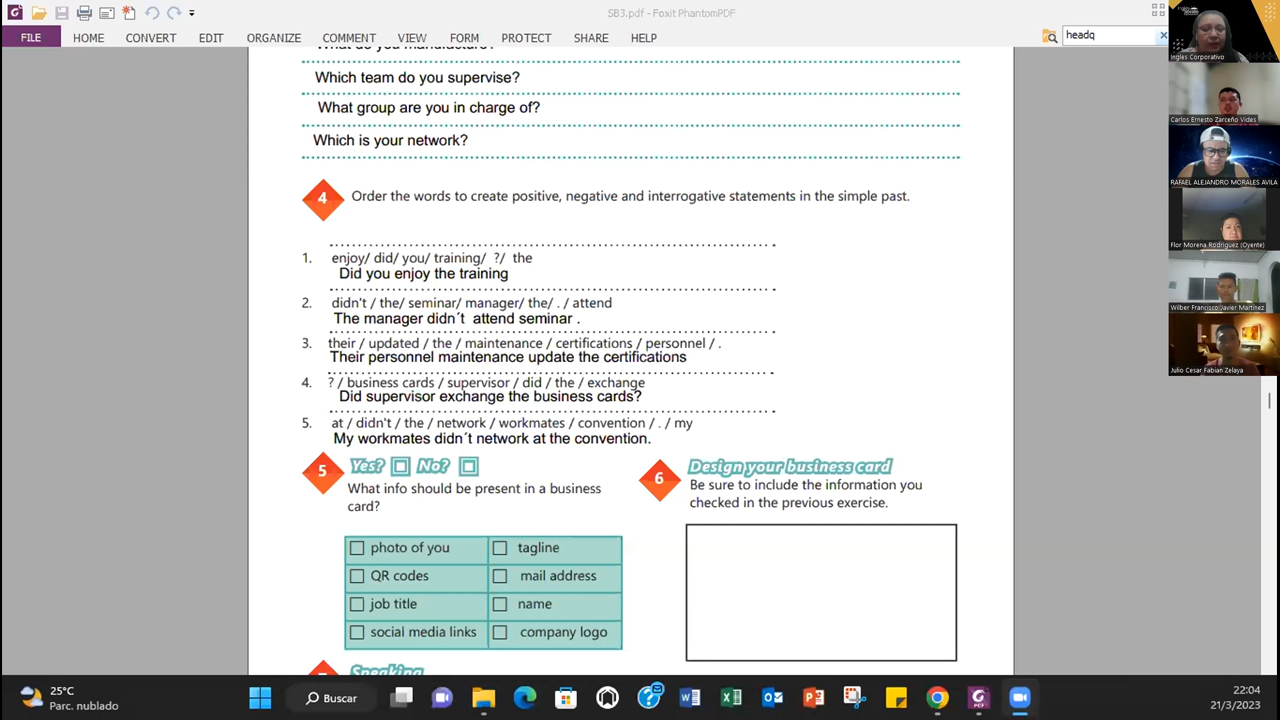 SB3.pdf - Foxit PhantomPDF
FILE HOME CONVERT EDIT ORGANIZE COMMENT VIEW FORM PROTECT SHARE HELP
headq
What do you manufacture?
Which team do you supervise?
What group are you in charge of?
Which is your network?
4 Order the words to create positive, negative and interrogative statements in the simple past.
1. enjoy/ did/ you/ training/ ?/ the
Did you enjoy the training
2. didn't / the/ seminar/ manager/ the/ . / attend
The manager didn´t attend seminar .
3. their / updated / the / maintenance / certifications / personnel / .
Their personnel maintenance update the certifications
4. ? / business cards / supervisor / did / the / exchange
Did supervisor exchange the business cards?
5. at / didn't / the / network / workmates / convention / . / my
My workmates didn´t network at the convention.
5 Yes? No?
What info should be present in a business
card?
photo of you tagline
QR codes mail address
job title name
social media links company logo
6 Design your business card
Be sure to include the information you
checked in the previous exercise.
Speaking
Ingles Corporativo
Carlos Ernesto Zarceño Vides
RAFAEL ALEJANDRO MORALES AVILA
Flor Morena Rodriguez (Oyente)
Wilber Francisco Javier Martinez
Julio Cesar Fabian Zelaya
25°C
Parc. nublado
Buscar
22:04
21/3/2023